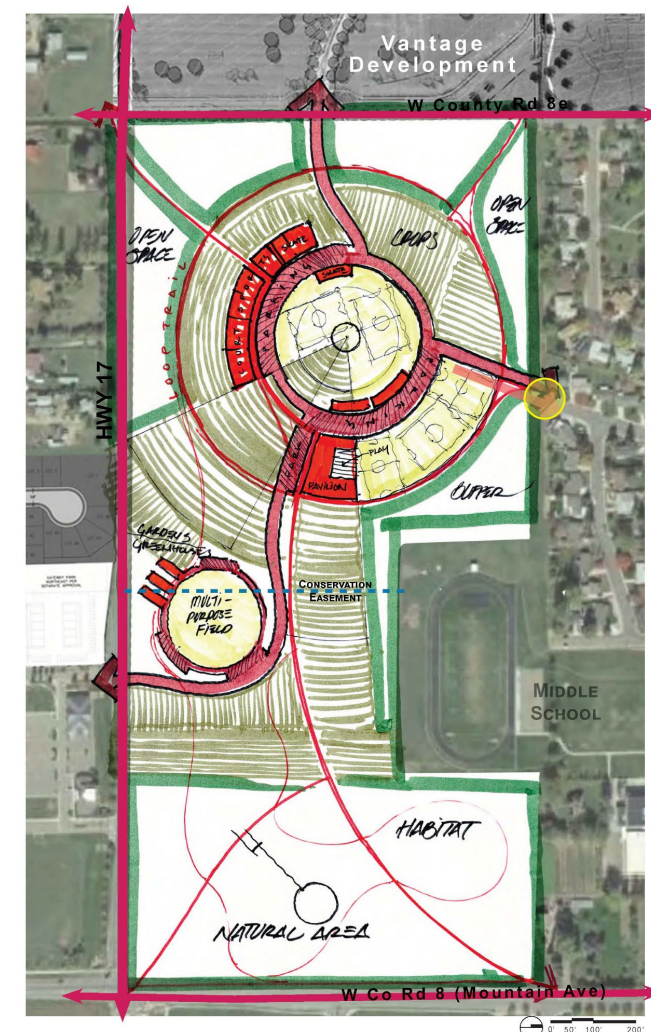 Vantage
Development
W County Rd 8e
OPEN
SPACE
CROPS
OPEN
SPACE
SKATE
SKATE
LOOP TRAIL
PARKING
HWY 17
PLAY
PAVILION
BUFFER
GARDENS
GREENHOUSES
CONSERVATION
EASEMENT
MULTI-
PURPOSE
FIELD
MIDDLE
SCHOOL
HABITAT
NATURAL AREA
W Co Rd 8 (Mountain Ave)
0' 50' 100' 200'